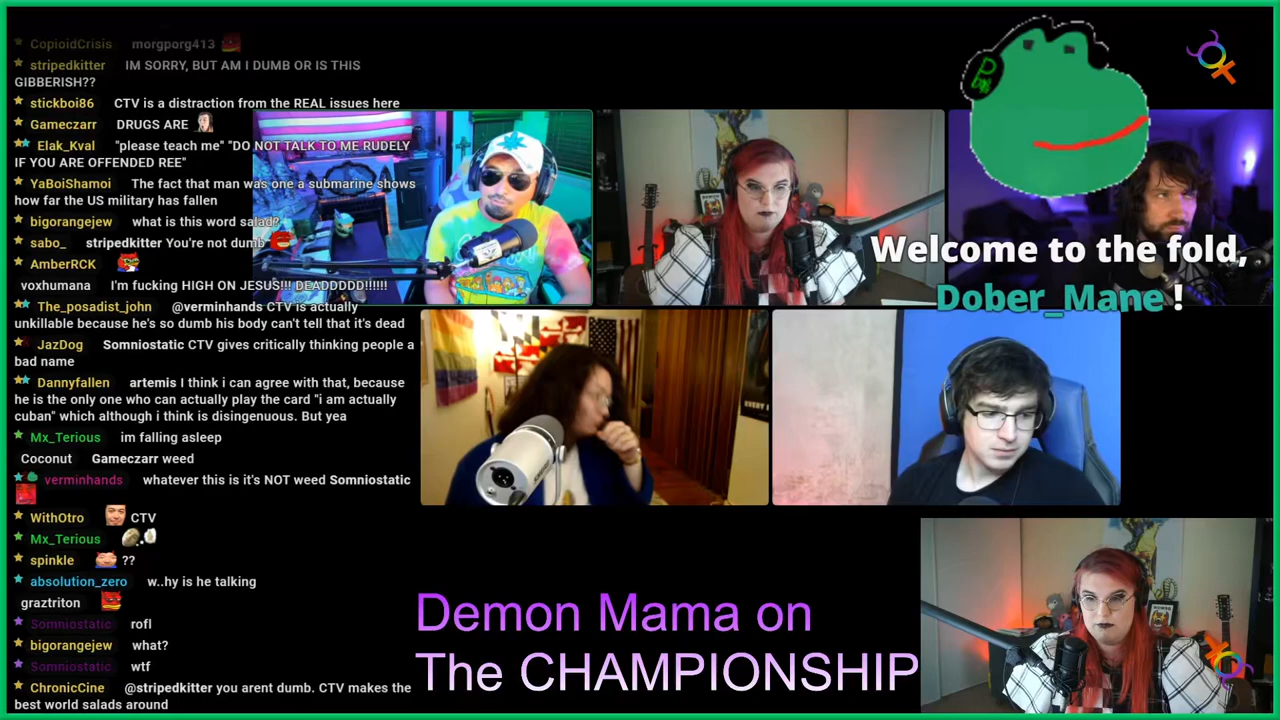 CopioidCrisis morgporg413
stripedkitter IM SORRY, BUT AM I DUMB OR IS THIS
GIBBERISH??
stickboi86 CTV is a distraction from the REAL issues here
Gameczarr DRUGS ARE
Elak_Kval "please teach me" "DO NOT TALK TO ME RUDELY
IF YOU ARE OFFENDED REE"
YaBoiShamoi The fact that man was one a submarine shows
how far the US military has fallen
bigorangejew what is this word salad?
sabo_ stripedkitter You're not dumb
AmberRCK
voxhumana I'm fucking HIGH ON JESUS!!! DEADDDDD!!!!!!
The_posadist_john @verminhands CTV is actually
unkillable because he's so dumb his body can't tell that it's dead
JazDog Somniostatic CTV gives critically thinking people a
bad name
Dannyfallen artemis I think i can agree with that, because
he is the only one who can actually play the card "i am actually
cuban" which although i think is disingenuous. But yea
Mx_Terious im falling asleep
Coconut Gameczarr weed
verminhands whatever this is it's NOT weed Somniostatic
WithOtro CTV
Mx_Terious
spinkle ??
absolution_zero w..hy is he talking
graztriton
Somniostatic rofl
bigorangejew what?
Somniostatic wtf
ChronicCine @stripedkitter you arent dumb. CTV makes the
best world salads around
Welcome to the fold,
Dober_Mane !
Demon Mama on
The CHAMPIONSHIP